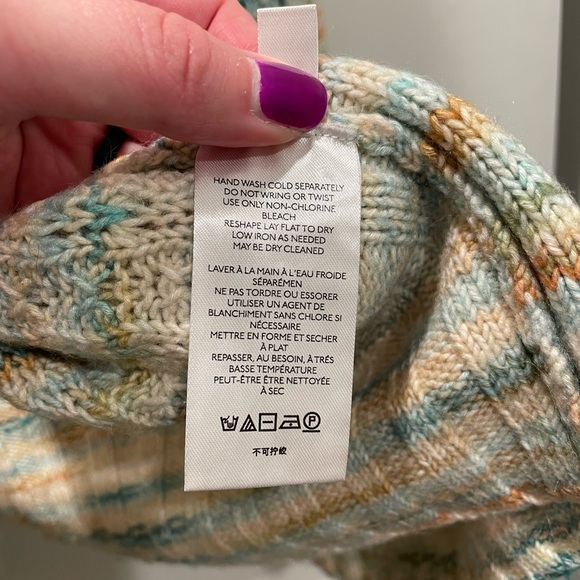 HAND WASH COLD SEPARATELY
DO NOT WRING OR TWIST
USE ONLY NON-CHLORINE
BLEACH
RESHAPE LAY FLAT TO DRY
LOW IRON AS NEEDED
MAY BE DRY CLEANED
LAVER À LA MAIN À L'EAU FROIDE
SÉPARÉMEN
NE PAS TORDRE OU ESSORER
UTILISER UN AGENT DE
BLANCHIMENT SANS CHLORE SI
NÉCESSAIRE
METTRE EN FORME ET SECHER
À PLAT
REPASSER, AU BESOIN, À TRÉS
BASSE TEMPÉRATURE
PEUT-ÊTRE ÊTRE NETTOYÉE
À SEC
P
不可拧绞